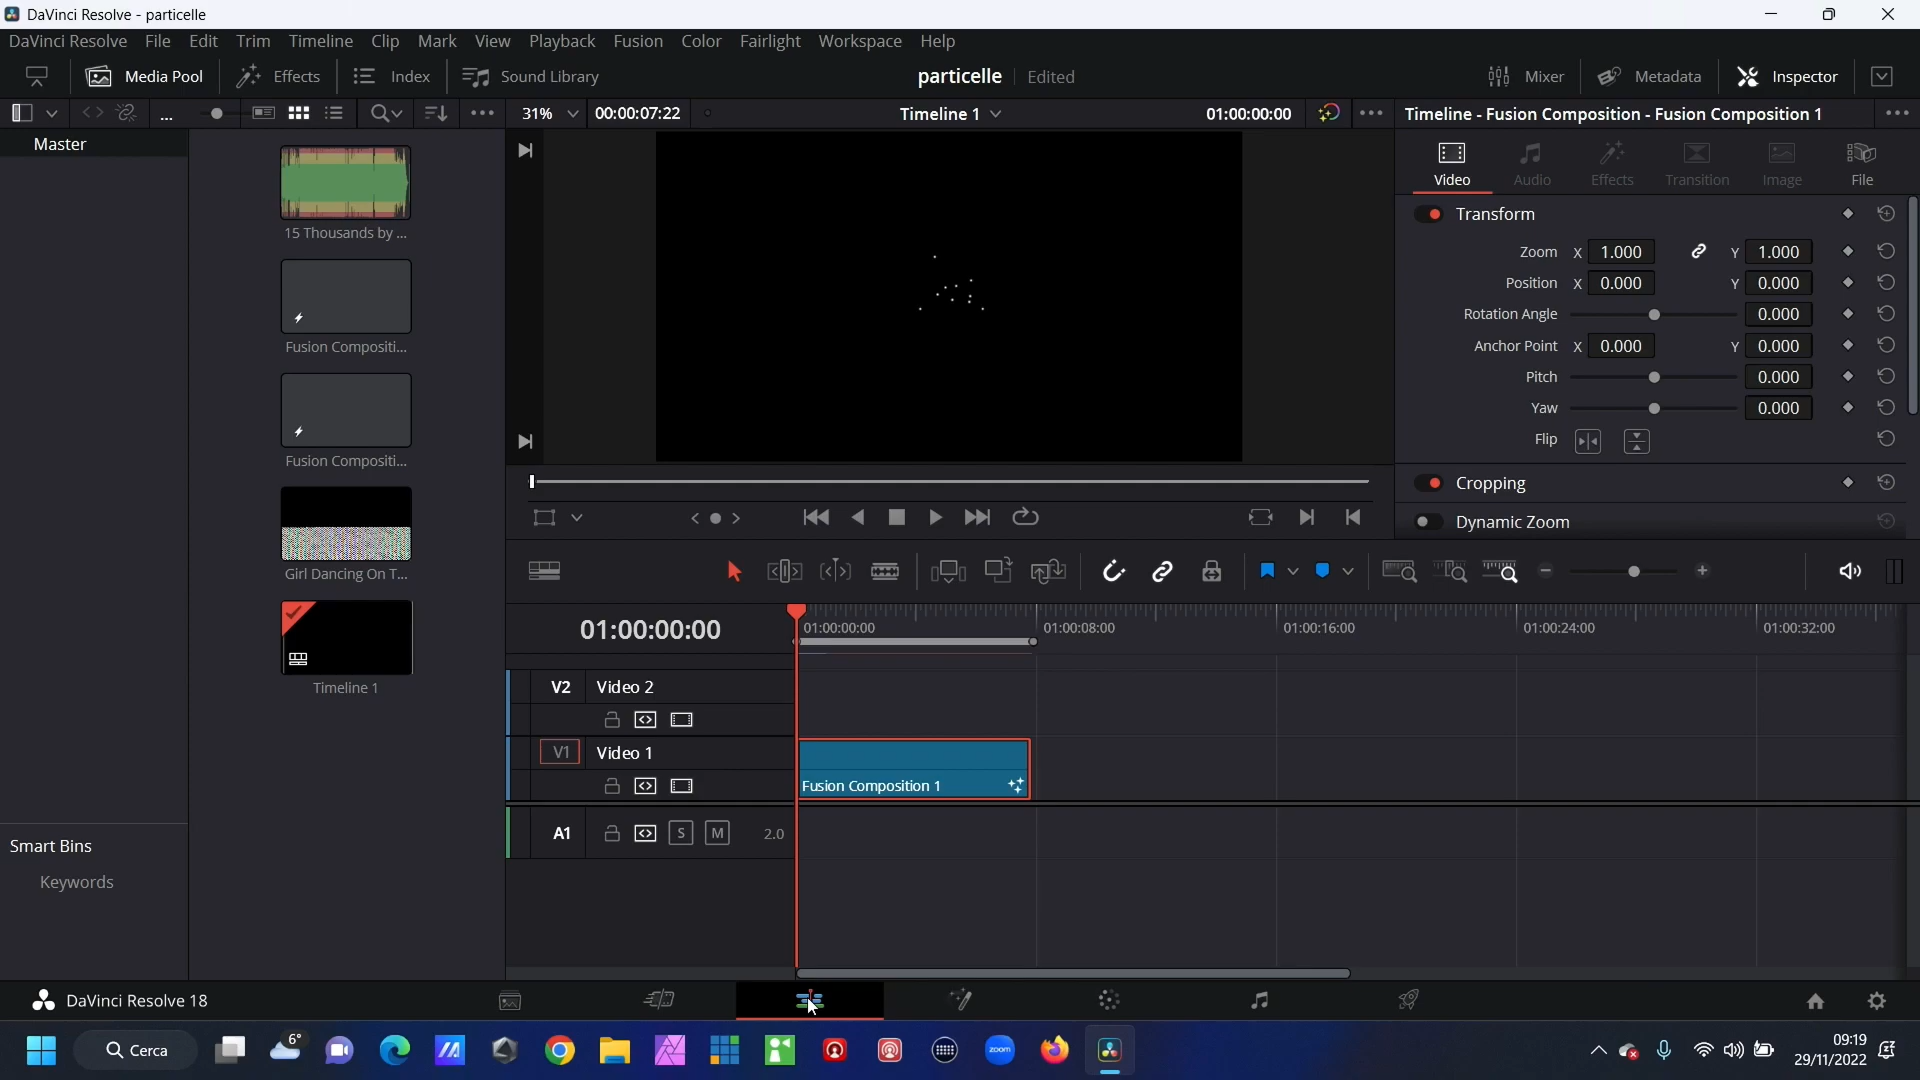 DaVinci Resolve - particelle
DaVinci Resolve File Edit Trim Timeline Clip Mark View Playback Fusion Color Fairlight Workspace Help
Media Pool Effects Index Sound Library particelle Edited Mixer Metadata Inspector
... 31% 00:00:07:22 Timeline 1 01:00:00:00 Timeline - Fusion Composition - Fusion Composition 1
Master
15 Thousands by ...
Fusion Compositi...
Fusion Compositi...
Girl Dancing On T...
Timeline 1
Smart Bins
Keywords
Video Audio Effects Transition Image File
Transform
Zoom X 1.000 Y 1.000
Position X 0.000 Y 0.000
Rotation Angle 0.000
Anchor Point X 0.000 Y 0.000
Pitch 0.000
Yaw 0.000
Flip
Cropping
Dynamic Zoom
01:00:00:00 01:00:00:00 01:00:08:00 01:00:16:00 01:00:24:00 01:00:32:00
V2 Video 2
V1 Video 1
Fusion Composition 1
A1 S M 2.0
DaVinci Resolve 18
Cerca 6° zoom 09:19
29/11/2022